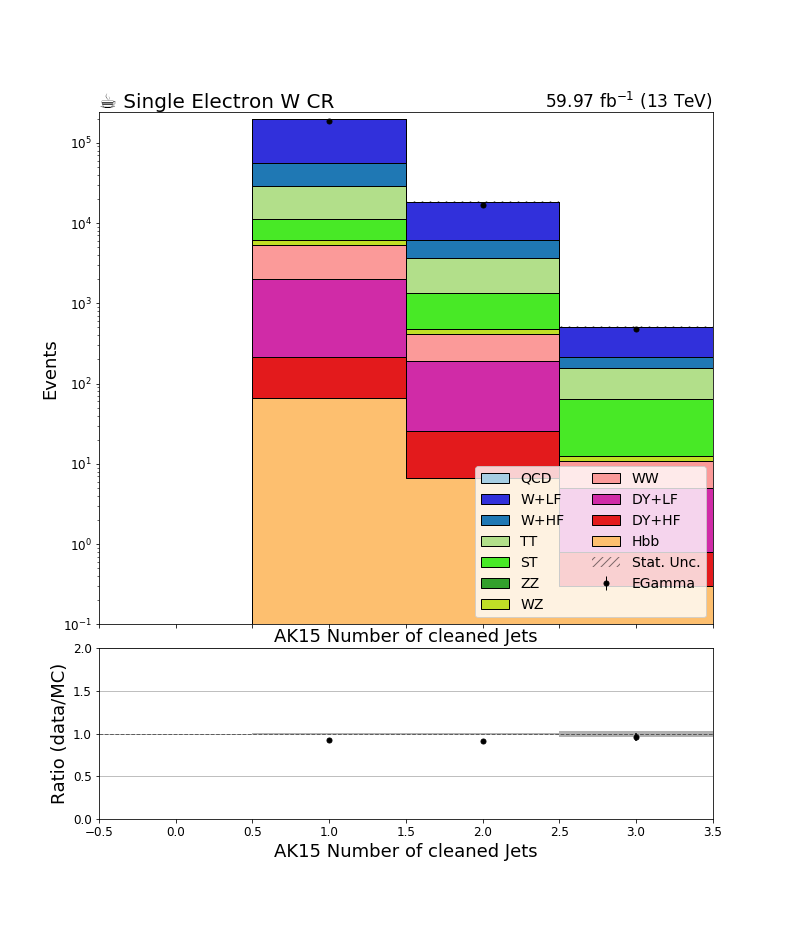 ☕ Single Electron W CR
59.97 fb⁻¹ (13 TeV)
Events
10⁵
10⁴
10³
10²
10¹
10⁰
10⁻¹
QCD
W+LF
W+HF
TT
ST
ZZ
WZ
WW
DY+LF
DY+HF
Hbb
Stat. Unc.
EGamma
AK15 Number of cleaned Jets
Ratio (data/MC)
2.0
1.5
1.0
0.5
0.0
−0.5 0.0 0.5 1.0 1.5 2.0 2.5 3.0 3.5
AK15 Number of cleaned Jets